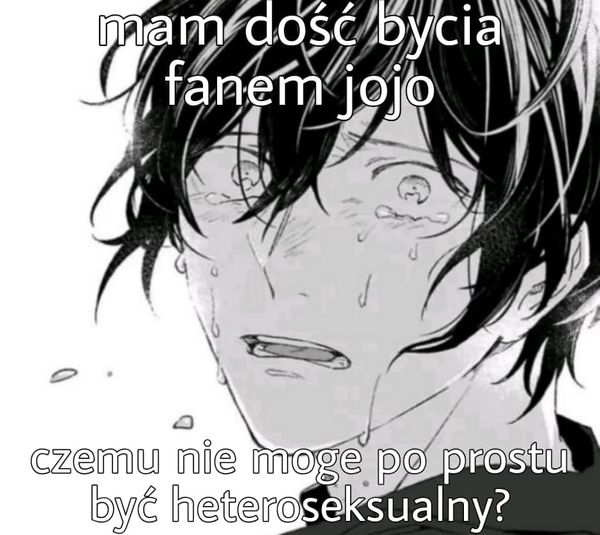 mam dość bycia
fanem jojo
czemu nie moge po prostu
być heteroseksualny?